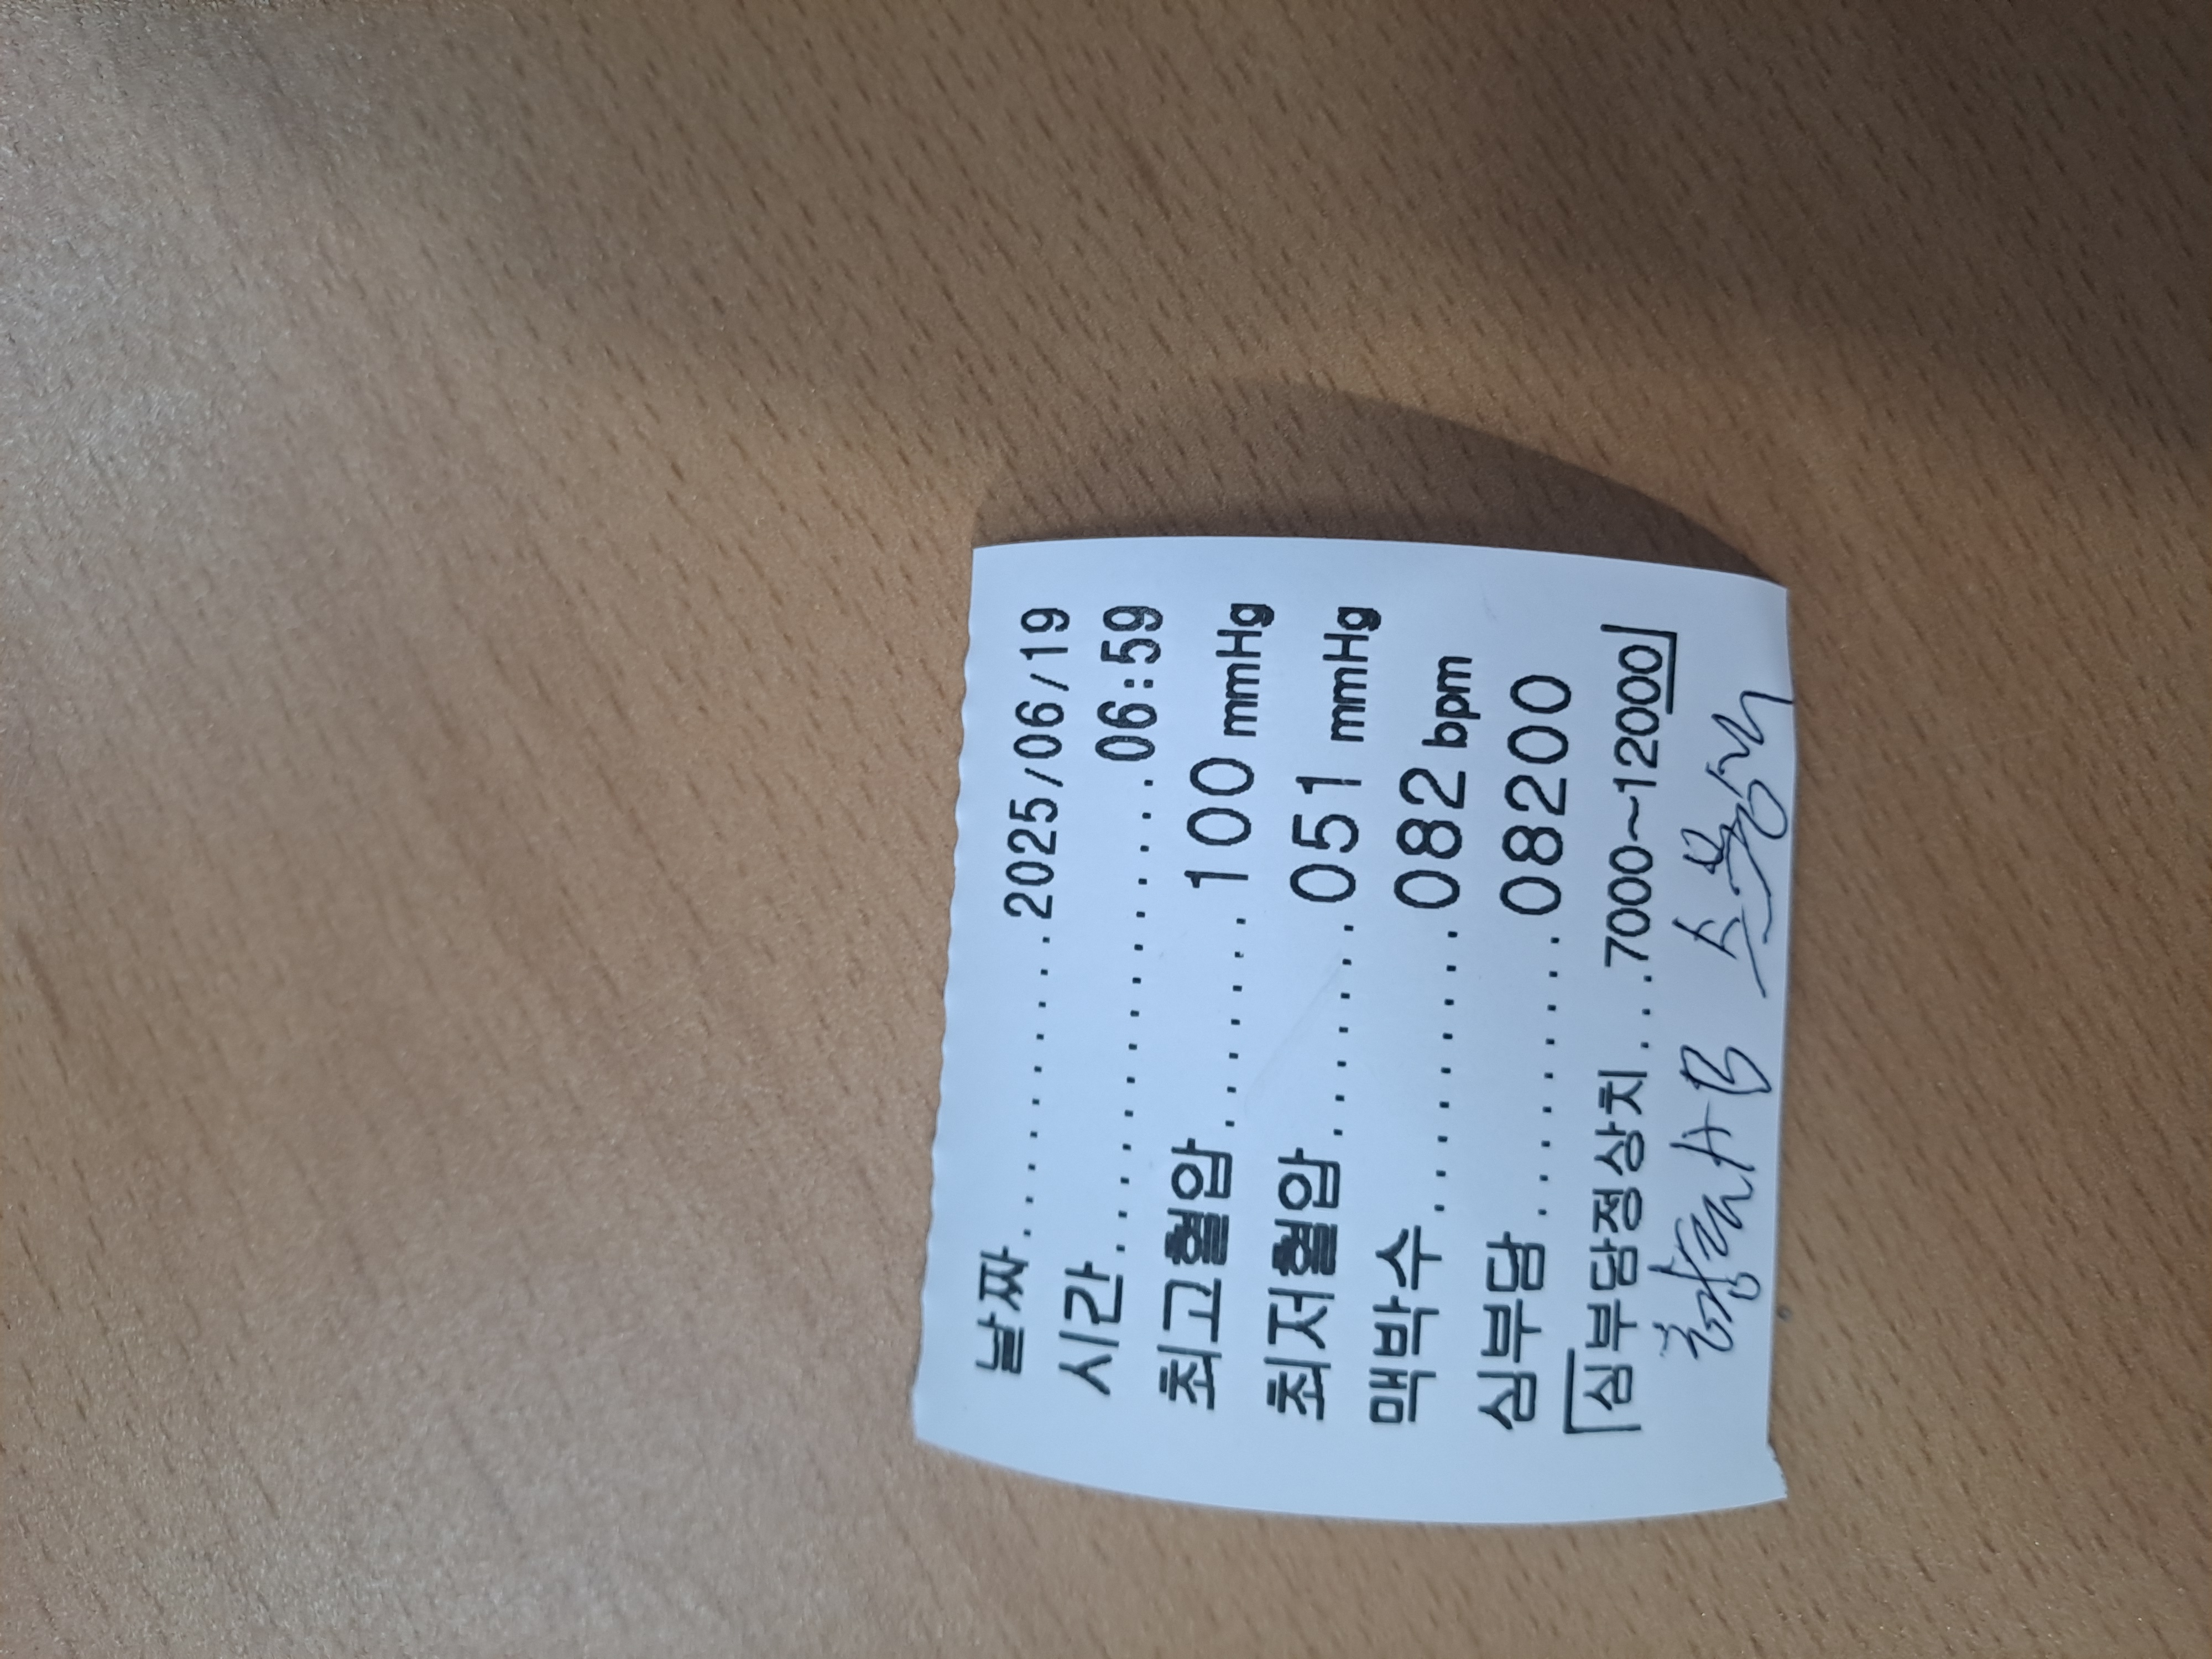 날짜............2025/06/19
시간..............06:59
최고혈압........100 mmHg
최저혈압........051 mmHg
맥박수.........082 bpm
심부담.........08200
심부담정상치...7000~12000
AB